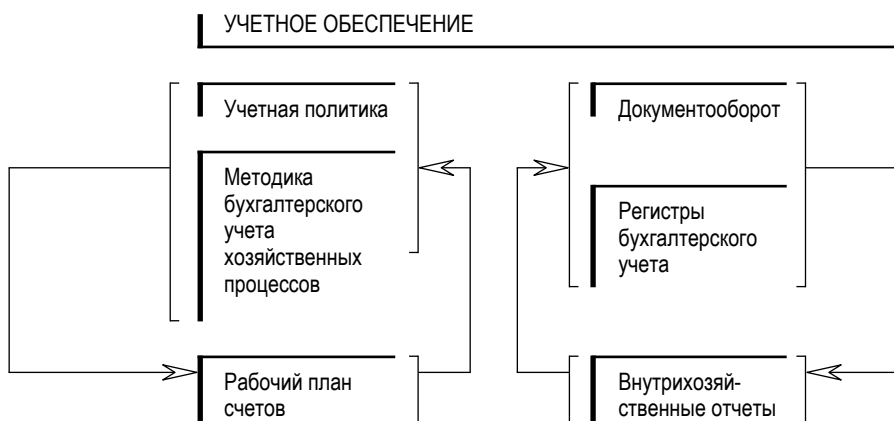 УЧЕТНОЕ ОБЕСПЕЧЕНИЕ
Учетная политика
Методика
бухгалтерского
учета
хозяйственных
процессов
Рабочий план
счетов
Документооборот
Регистры
бухгалтерского
учета
Внутрихозяй-
ственные отчеты